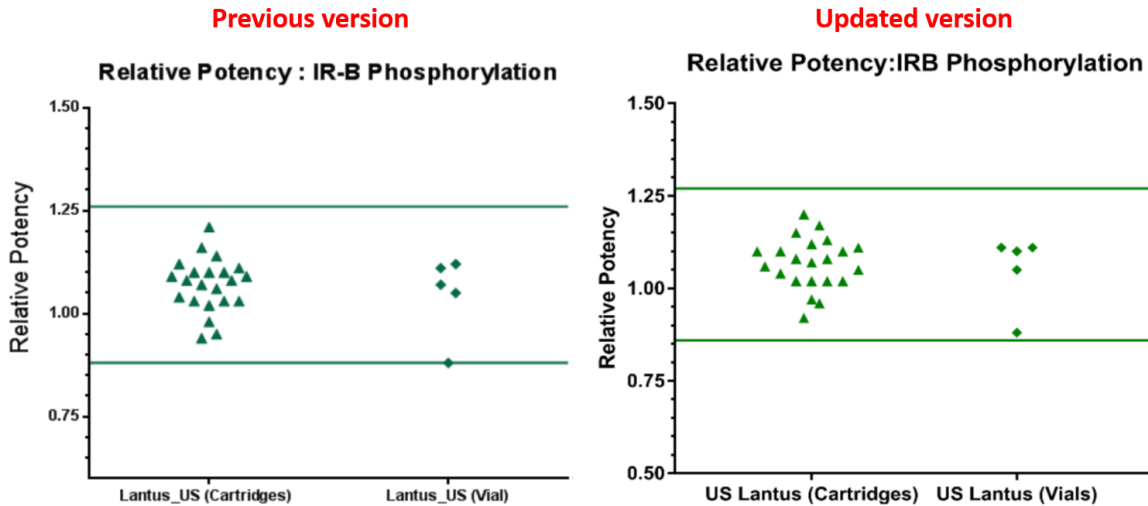 Previous version
Relative Potency : IR-B Phosphorylation
Relative Potency
1.50
1.25
1.00
0.75
Lantus_US (Cartridges)
Lantus_US (Vial)
Updated version
Relative Potency:IRB Phosphorylation
Relative Potency
1.50
1.25
1.00
0.75
0.50
US Lantus (Cartridges)
US Lantus (Vials)